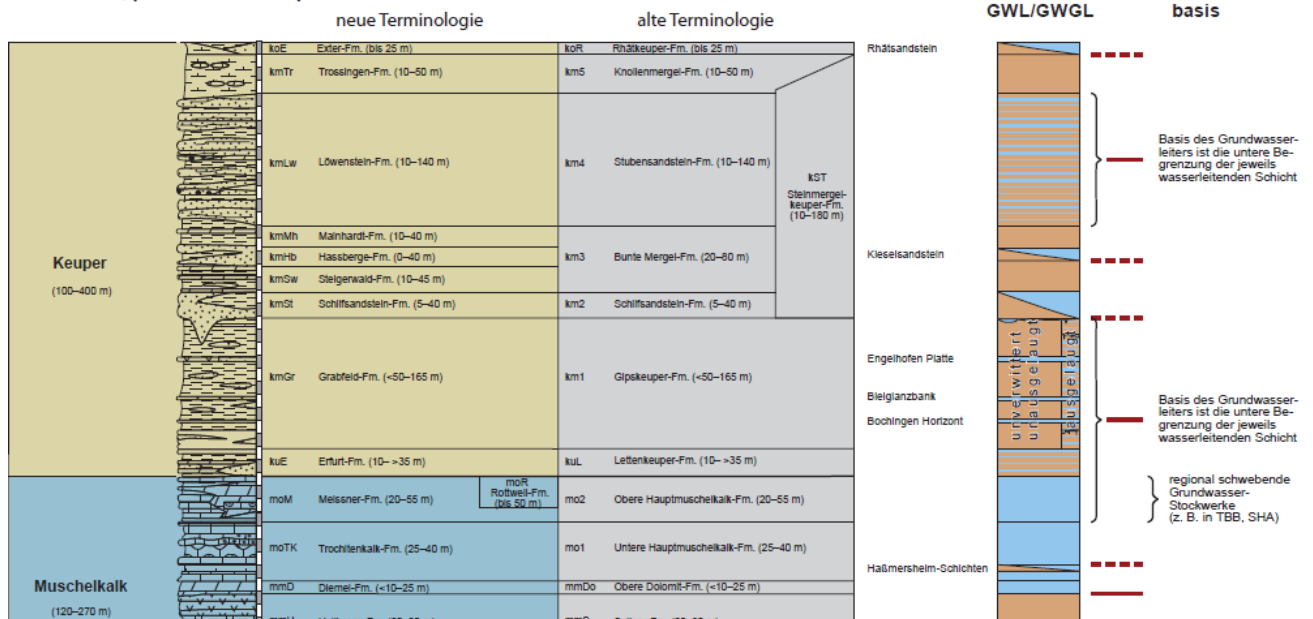 neue Terminologie
alte Terminologie
GWL/GWGL
basis
koE Exter-Fm. (bis 25 m) koR Rhätkeuper-Fm. (bis 25 m) Rhätsandstein
kmTr Trossingen-Fm. (10–50 m) km5 Knollenmergel-Fm. (10–50 m)
kmLw Löwenstein-Fm. (10–140 m) km4 Stubensandstein-Fm. (10–140 m)
kST
Steinmergel-
keuper-Fm.
(10–180 m)
Basis des Grundwasser-
leiters ist die untere Be-
grenzung der jeweils
wasserleitenden Schicht
kmMh Mainhardt-Fm. (10–40 m)
Keuper
(100–400 m)
kmHb Hassberge-Fm. (0–40 m) km3 Bunte Mergel-Fm. (20–80 m) Kieselsandstein
kmSw Steigerwald-Fm. (10–45 m)
kmSt Schilfsandstein-Fm. (5–40 m) km2 Schilfsandstein-Fm. (5–40 m)
kmGr Grabfeld-Fm. (<50–165 m) km1 Gipskeuper-Fm. (<50–165 m)
Engelhofen Platte
Bleiglanzbank
Bochingen Horizont
unverwittert
unausgelaugt
ausgelaugt
Basis des Grundwasser-
leiters ist die untere Be-
grenzung der jeweils
wasserleitenden Schicht
kuE Erfurt-Fm. (10– >35 m) kuL Lettenkeuper-Fm. (10– >35 m)
moM Meissner-Fm. (20–55 m)
moR
Rottweil-Fm.
(bis 50 m)
mo2 Obere Hauptmuschelkalk-Fm. (20–55 m)
regional schwebende
Grundwasser-
Stockwerke
(z. B. in TBB, SHA)
moTK Trochitenkalk-Fm. (25–40 m) mo1 Untere Hauptmuschelkalk-Fm. (25–40 m)
Haßmersheim-Schichten
Muschelkalk
(120–270 m)
mmD Diemel-Fm. (<10–25 m) mmDo Obere Dolomit-Fm. (<10–25 m)